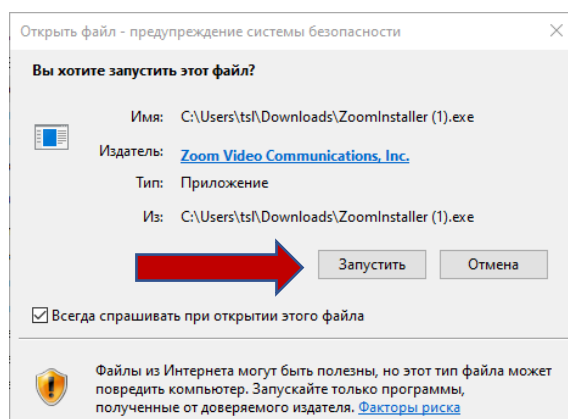 Открыть файл - предупреждение системы безопасности
Вы хотите запустить этот файл?
Имя: C:\Users\tsl\Downloads\ZoomInstaller (1).exe
Издатель: Zoom Video Communications, Inc.
Тип: Приложение
Из: C:\Users\tsl\Downloads\ZoomInstaller (1).exe
Запустить Отмена
Всегда спрашивать при открытии этого файла
Файлы из Интернета могут быть полезны, но этот тип файла может
повредить компьютер. Запускайте только программы,
полученные от доверяемого издателя. Факторы риска